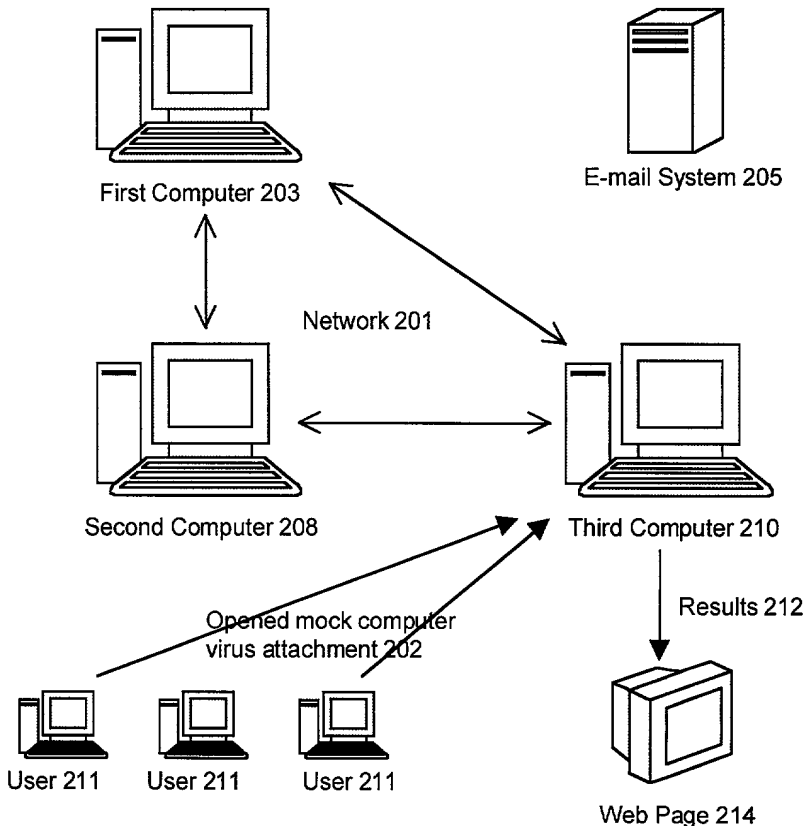 First Computer 203
E-mail System 205
Network 201
Second Computer 208
Third Computer 210
Opened mock computer
virus attachment 202
Results 212
User 211
User 211
User 211
Web Page 214